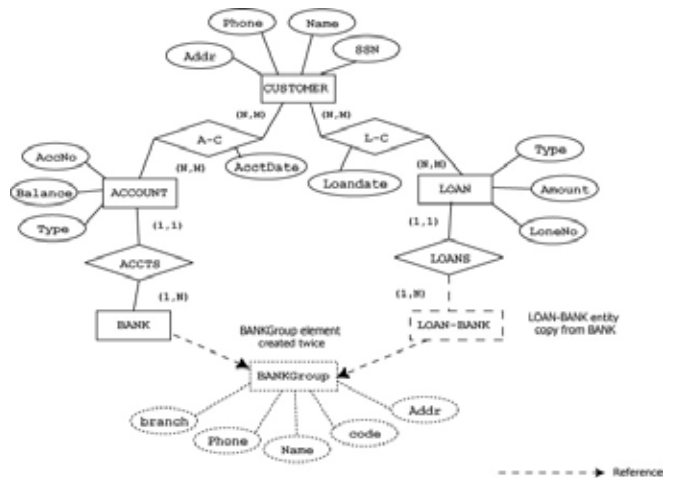 Phone
Name
Addr
SSN
CUSTOMER
(N,M)
(N,M)
A-C
L-C
AccNo
(N,M)
AcctDate
Loandate
(N,M)
Type
Balance
ACCOUNT
LOAN
Amount
Type
(1,1)
(1,1)
LoneNo
ACCTS
LOANS
(1,N)
(1,N)
BANK
BANKGroup element
created twice
LOAN-BANK
LOAN-BANK entity
copy from BANK
BANKGroup
branch
Phone
Name
code
Addr
Reference